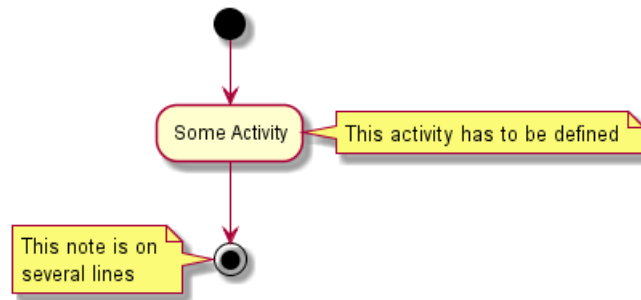 Some Activity
This activity has to be defined
This note is on
several lines